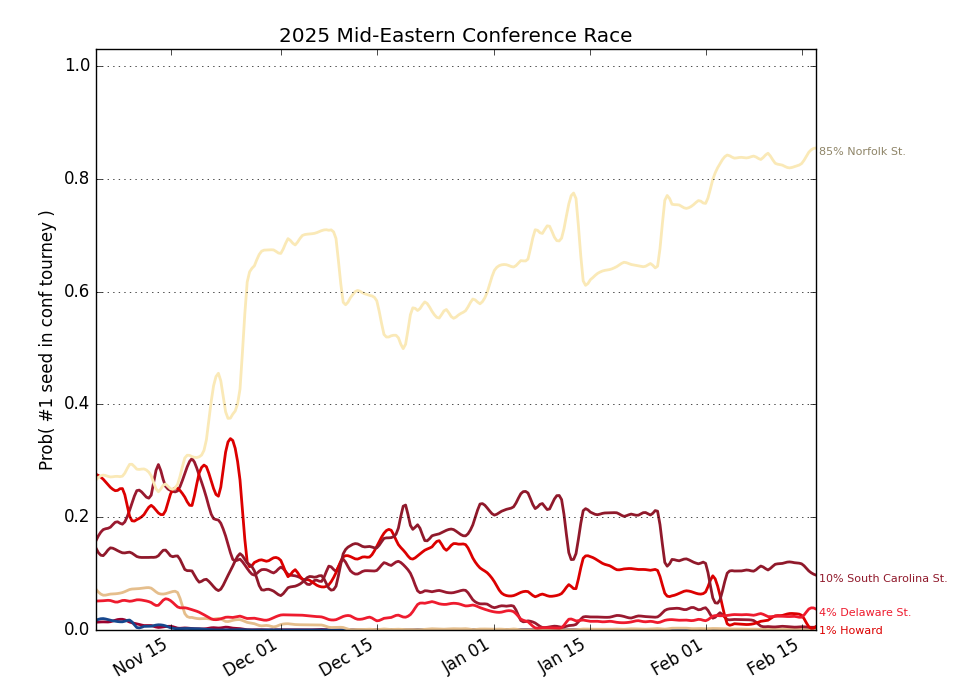 2025 Mid-Eastern Conference Race
Prob( #1 seed in conf tourney )
1.0
0.8
0.6
0.4
0.2
0.0
85% Norfolk St.
10% South Carolina St.
4% Delaware St.
1% Howard
Nov 15
Dec 01
Dec 15
Jan 01
Jan 15
Feb 01
Feb 15